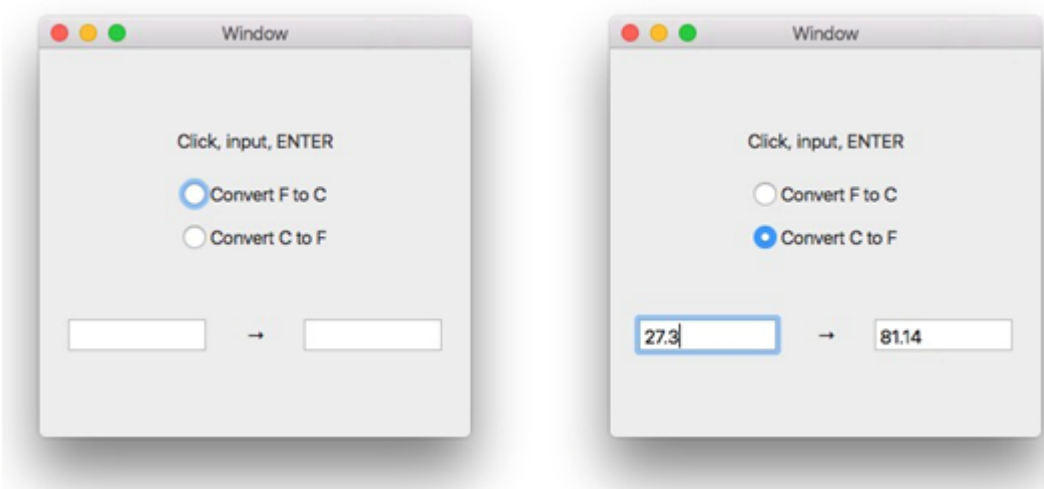 Window
Click, input, ENTER
Convert F to C
Convert C to F
→
Window
Click, input, ENTER
Convert F to C
Convert C to F
27.3 → 81.14